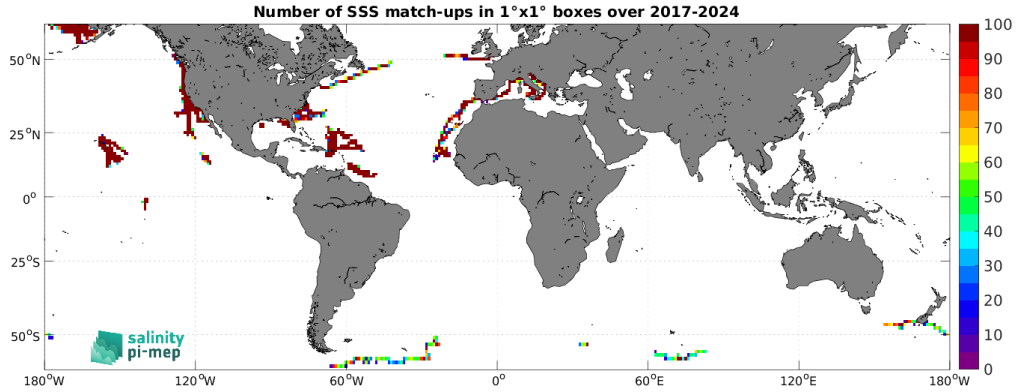 Number of SSS match-ups in 1°x1° boxes over 2017-2024
50°N
25°N
0°
25°S
50°S
180°W
120°W
60°W
0°
60°E
120°E
180°W
100
90
80
70
60
50
40
30
20
10
0
salinity
pi-mep